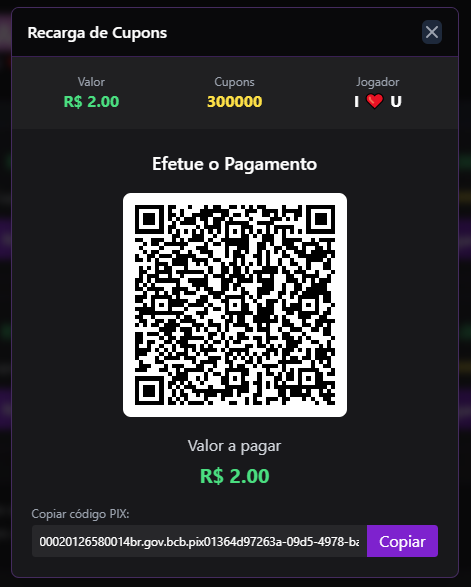 Recarga de Cupons
Valor
Cupons
Jogador
R$ 2.00
300000
I ❤️ U
Efetue o Pagamento
Valor a pagar
R$ 2.00
Copiar código PIX:
00020126580014br.gov.bcb.pix01364d97263a-09d5-4978-ba
Copiar